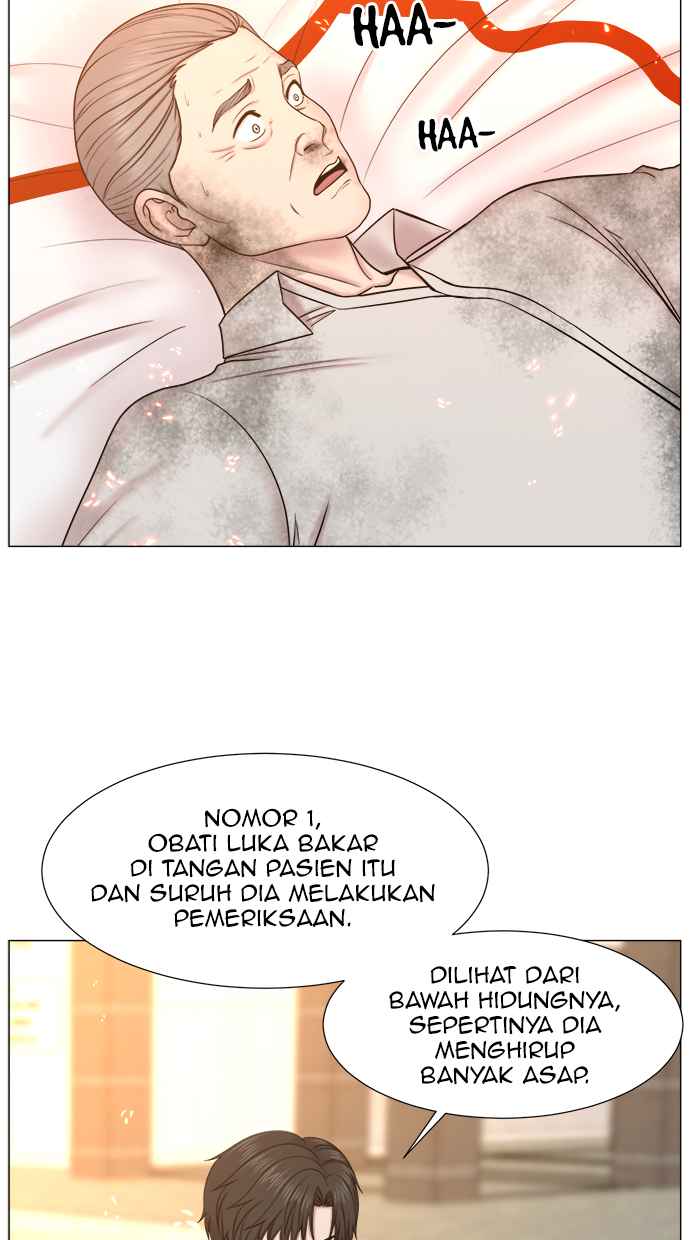 HAA-
HAA-
NOMOR 1,
OBATI LUKA BAKAR
DI TANGAN PASIEN ITU
DAN SURUH DIA MELAKUKAN
PEMERIKSAAN.
DILIHAT DARI
BAWAH HIDUNGNYA,
SEPERTINYA DIA
MENGHIRUP
BANYAK ASAP.